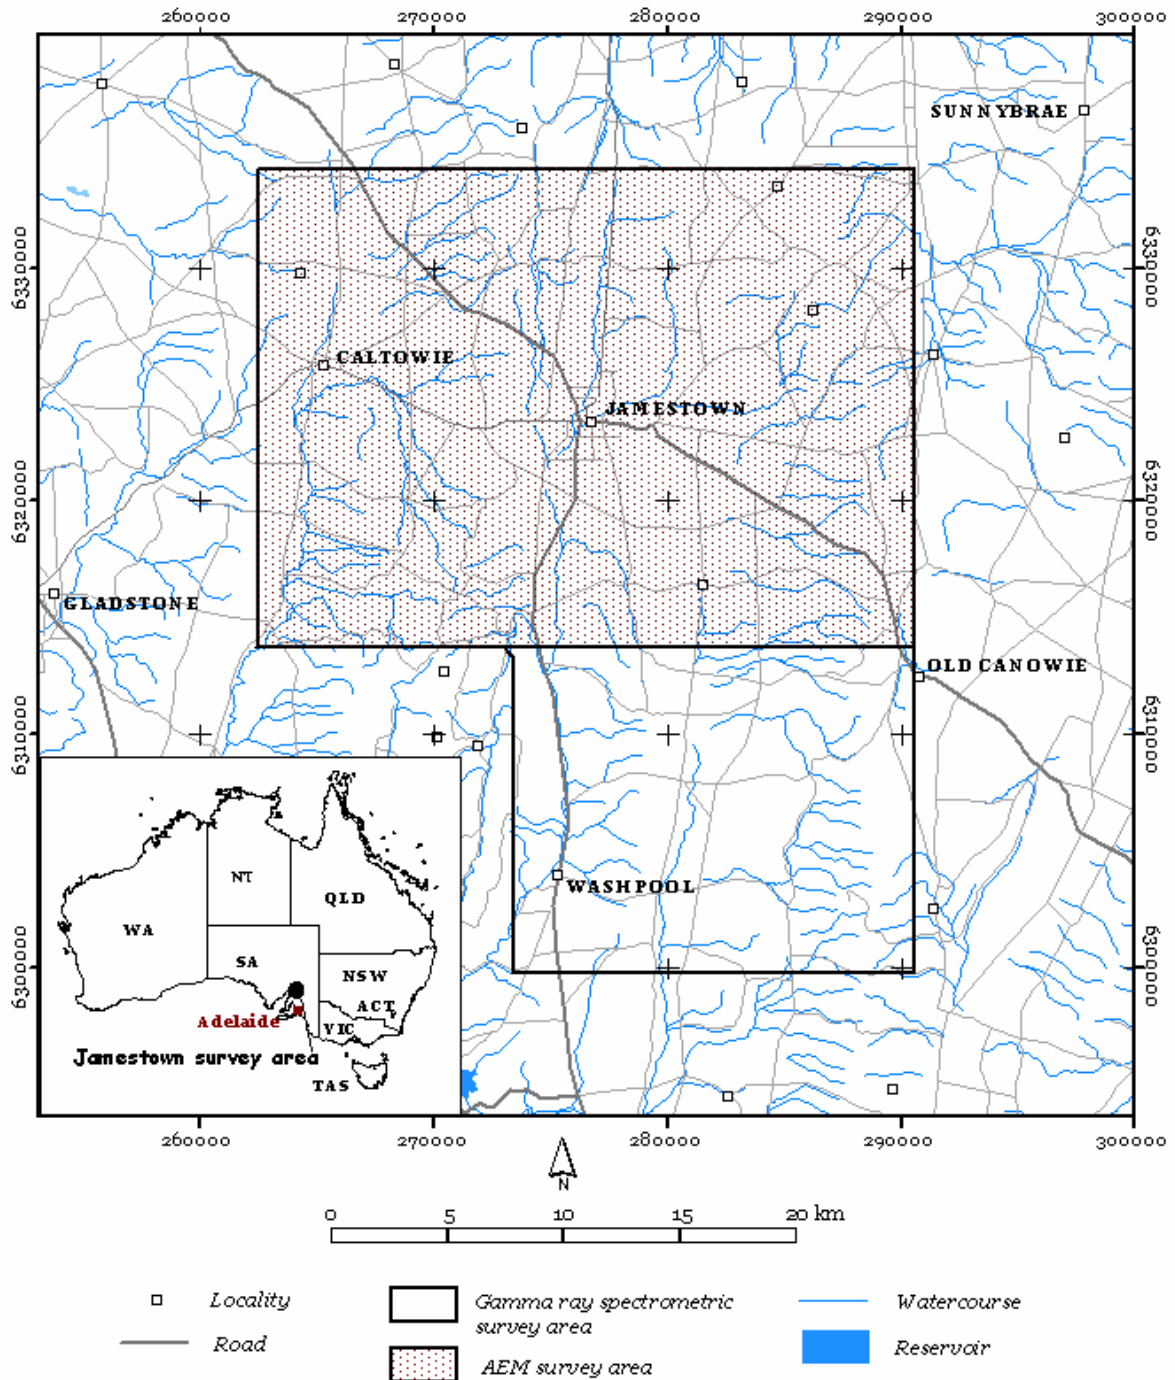 260000 270000 280000 290000 300000
SUNNYBRAE
6330000 6330000
CALTOWIE
JAMESTOWN
6320000 6320000
GLADSTONE
OLD CANOWIE
6310000 6310000
WASHPOOL
6300000 6300000
NT
QLD
WA
SA
NSW
ACT
Adelaide
VIC
Jamestown survey area
TAS
260000 270000 280000 290000 300000
N
0 5 10 15 20 km
Locality
Road
Gamma ray spectrometric
survey area
AEM survey area
Watercourse
Reservoir